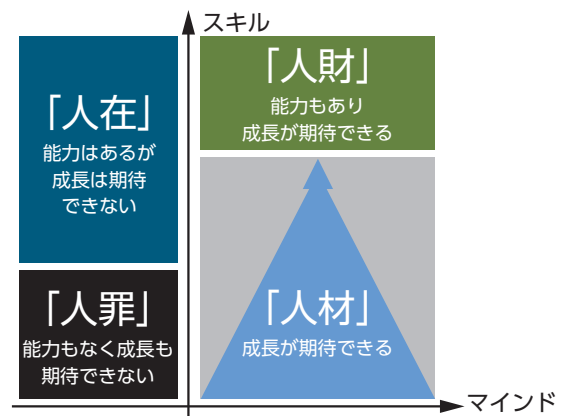 スキル
「人財」
能力もあり
成長が期待できる
「人在」
能力はあるが
成長は期待
できない
「人罪」
能力もなく成長も
期待できない
「人材」
成長が期待できる
マインド